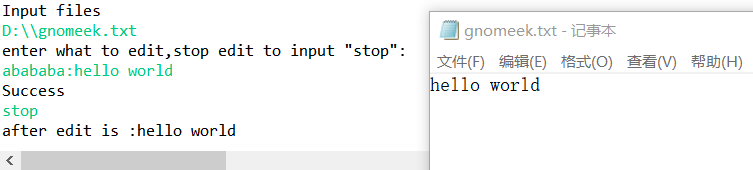 Input files
D:\\gnomeek.txt
enter what to edit,stop edit to input "stop":
abababa:hello world
Success
stop
after edit is :hello world
gnomeek.txt - 记事本
文件(F) 编辑(E) 格式(O) 查看(V) 帮助(H)
hello world